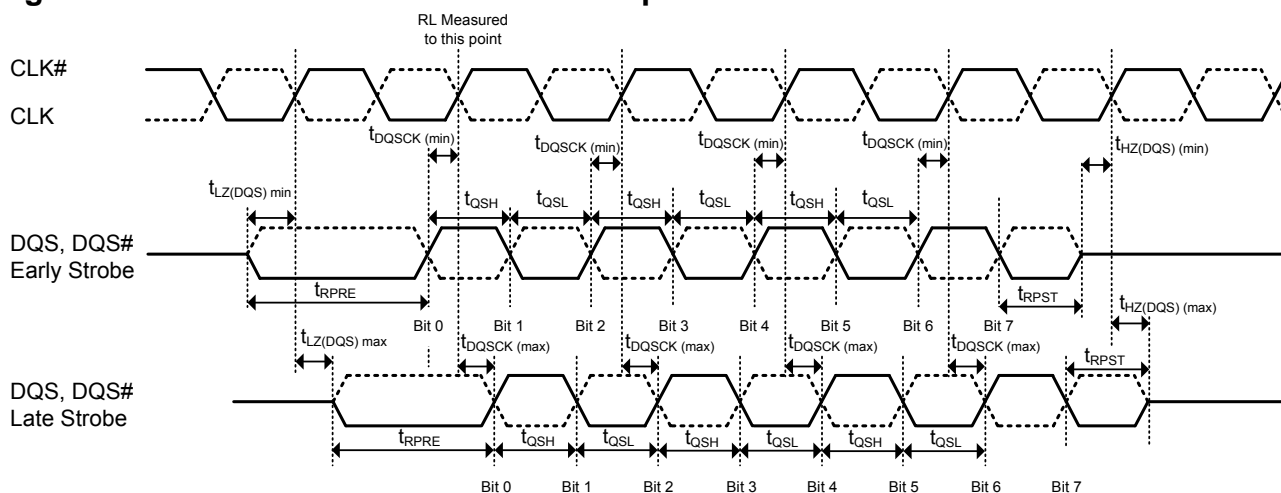 RL Measured
to this point
CLK#
CLK
tDQSCK (min) tDQSCK (min) tDQSCK (min) tDQSCK (min) tHZ(DQS) (min)
tLZ(DQS) min
tQSH tQSL tQSH tQSL tQSH tQSL
DQS, DQS#
Early Strobe
tRPRE tRPST
tHZ(DQS) (max)
Bit 0 Bit 1 Bit 2 Bit 3 Bit 4 Bit 5 Bit 6 Bit 7
tLZ(DQS) max tDQSCK (max) tDQSCK (max) tDQSCK (max) tDQSCK (max)
tRPST
DQS, DQS#
Late Strobe
tRPRE tQSH tQSL tQSH tQSL tQSH tQSL
Bit 0 Bit 1 Bit 2 Bit 3 Bit 4 Bit 5 Bit 6 Bit 7